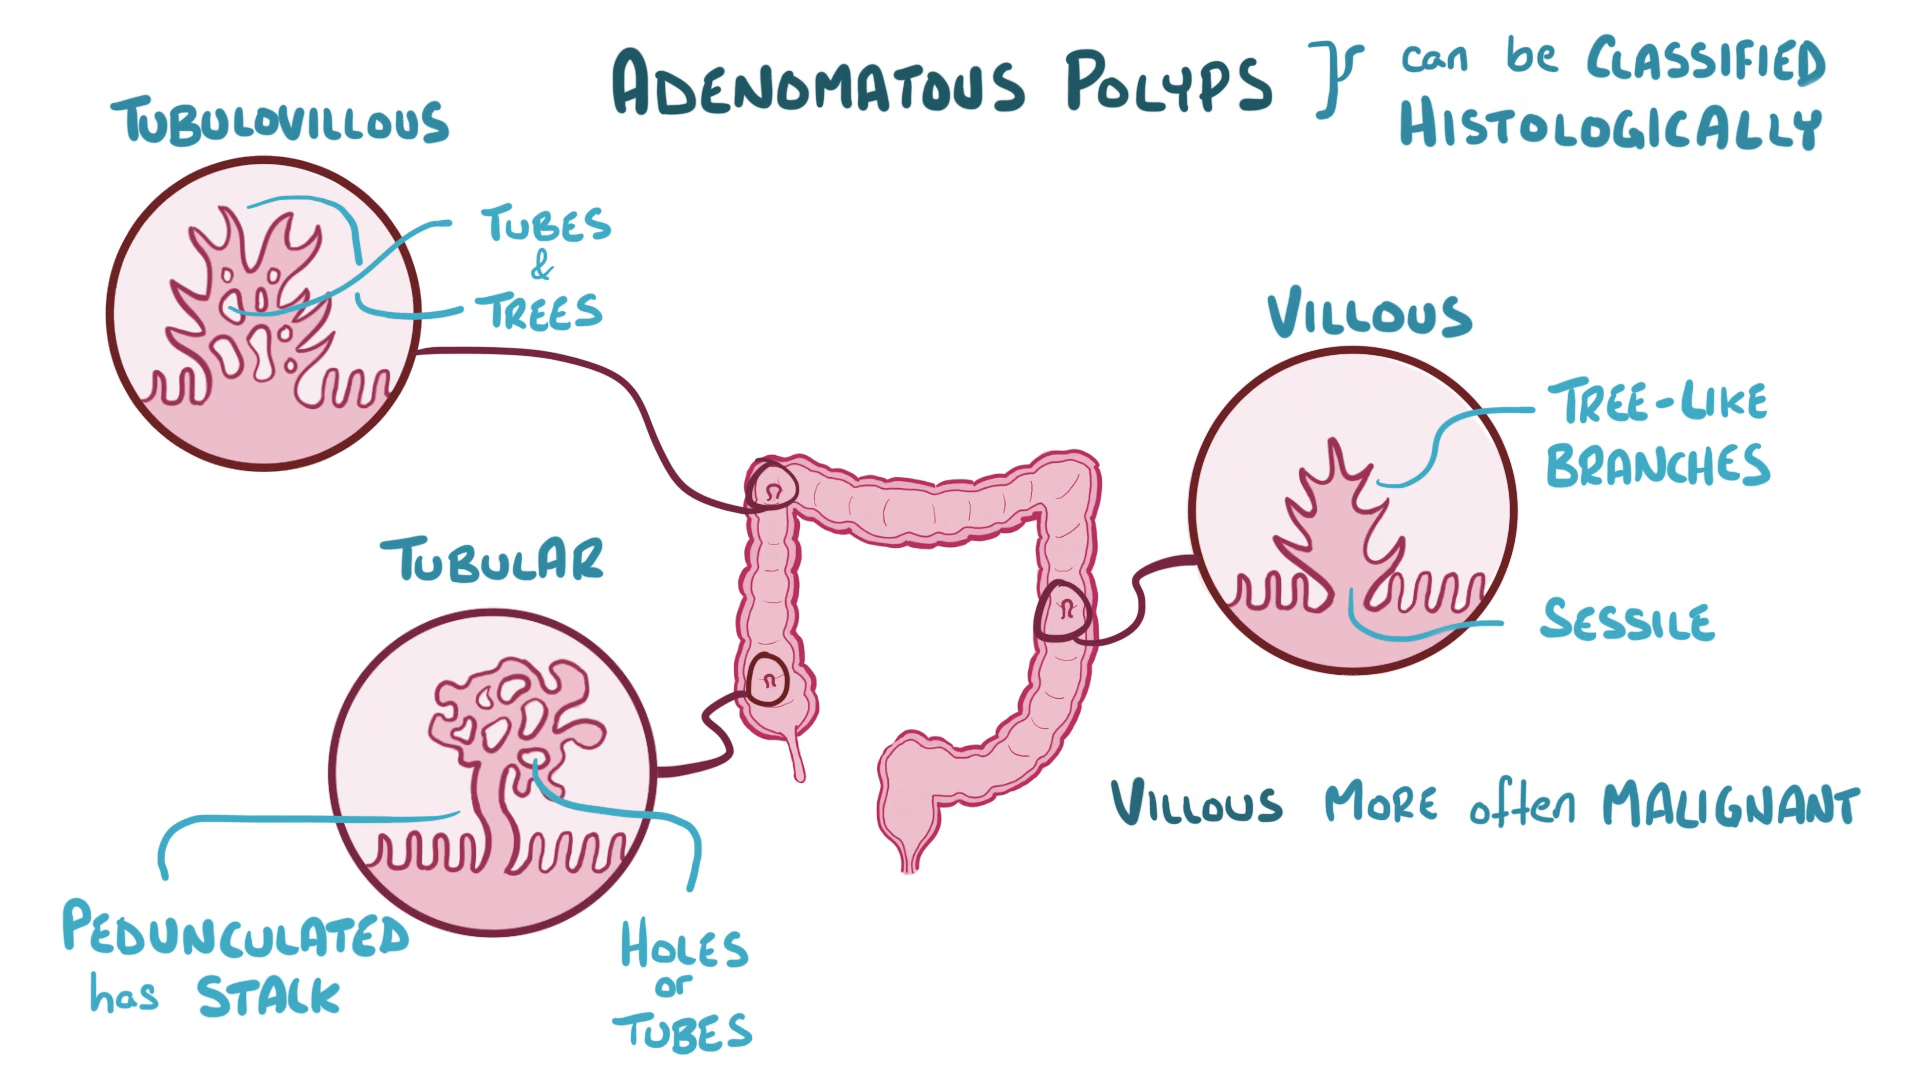 ADENOMATOUS POLYPS
can be CLASSIFIED
HISTOLOGICALLY
TUBULOVILLOUS
TUBES
&
TREES
VILLOUS
TREE-LIKE
BRANCHES
SESSILE
TUBULAR
PEDUNCULATED
has STALK
HOLES
or
TUBES
VILLOUS MORE often MALIGNANT